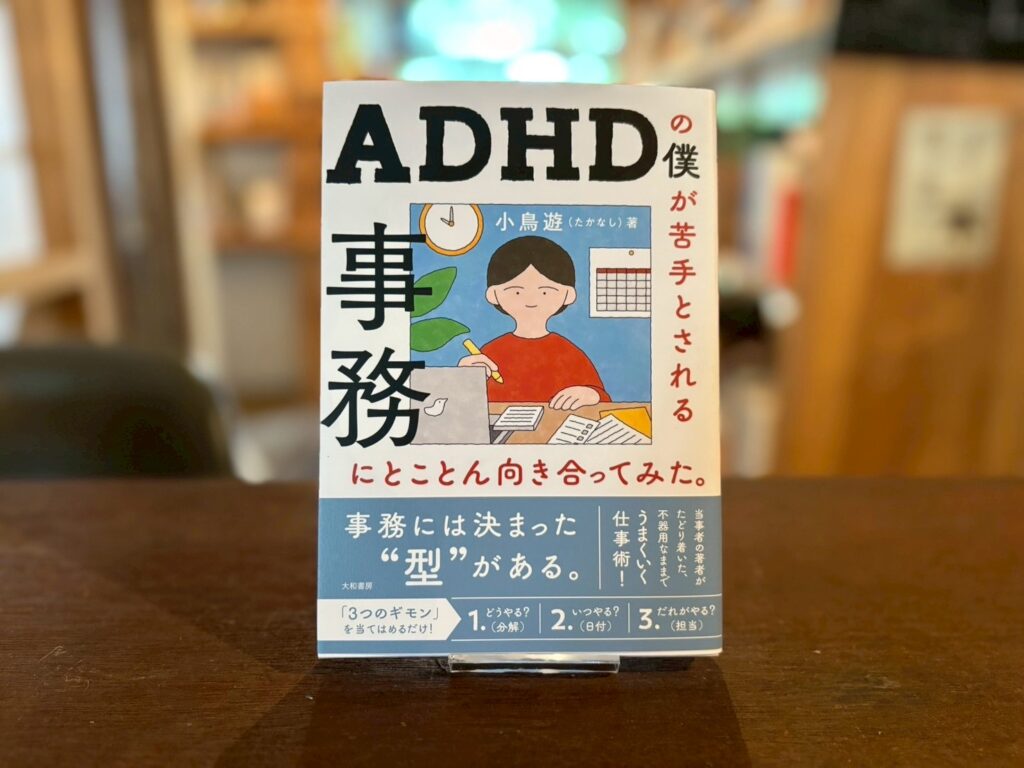 ADHDの僕が苦手とされる
事務
にとことん向き合ってみた。
小鳥遊（たかなし）著
事務には決まった
“型”がある。
当事者の著者が
たどり着いた、
不器用なままで
うまくいく
仕事術！
大和書房
「3つのギモン」
を当てはめるだけ！
1.どうやる？（分解）
2.いつやる？（日付）
3.だれがやる？（担当）